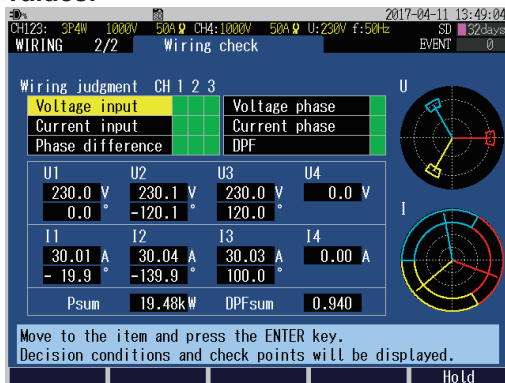 values.
2017-04-11 13:49:04
CH123: 3P4W 1000V 50A CH4:1000V 50A U:230V f:50Hz SD 32days
WIRING 2/2 Wiring check EVENT 0
Wiring judgment CH 1 2 3
Voltage input Voltage phase
Current input Current phase
Phase difference DPF
U
U1 U2 U3 U4
230.0 V 230.1 V 230.0 V 0.0 V
0.0 ° -120.1 ° 120.0 °
I
I1 I2 I3 I4
30.01 A 30.04 A 30.03 A 0.00 A
- 19.9 ° -139.9 ° 100.0 °
Psum 19.48kW DPFsum 0.940
Move to the item and press the ENTER key.
Decision conditions and check points will be displayed.
Hold